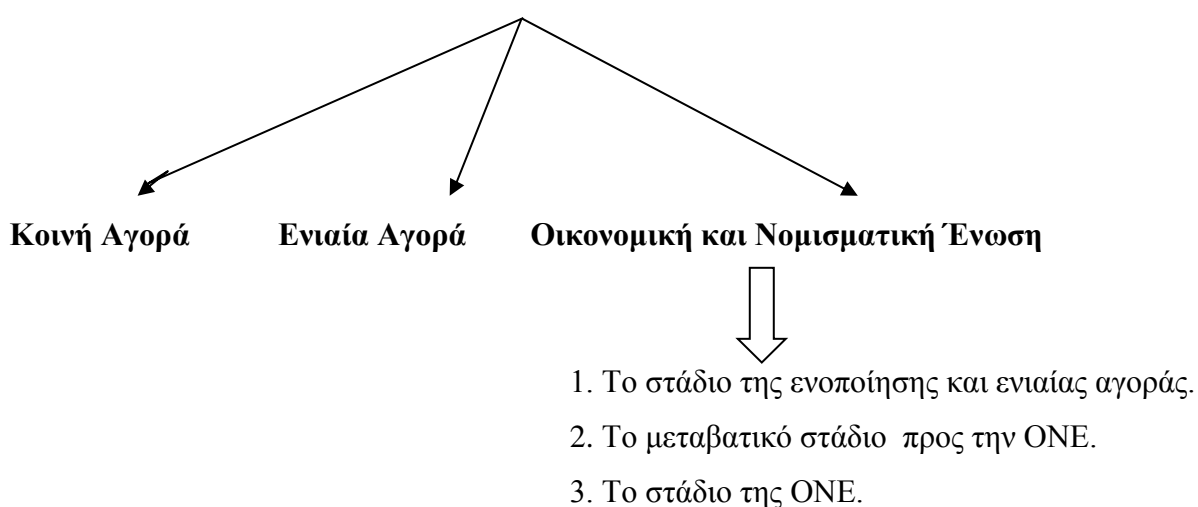 Κοινή Αγορά Ενιαία Αγορά Οικονομική και Νομισματική Ένωση
1. Το στάδιο της ενοποίησης και ενιαίας αγοράς.
2. Το μεταβατικό στάδιο προς την ΟΝΕ.
3. Το στάδιο της ΟΝΕ.